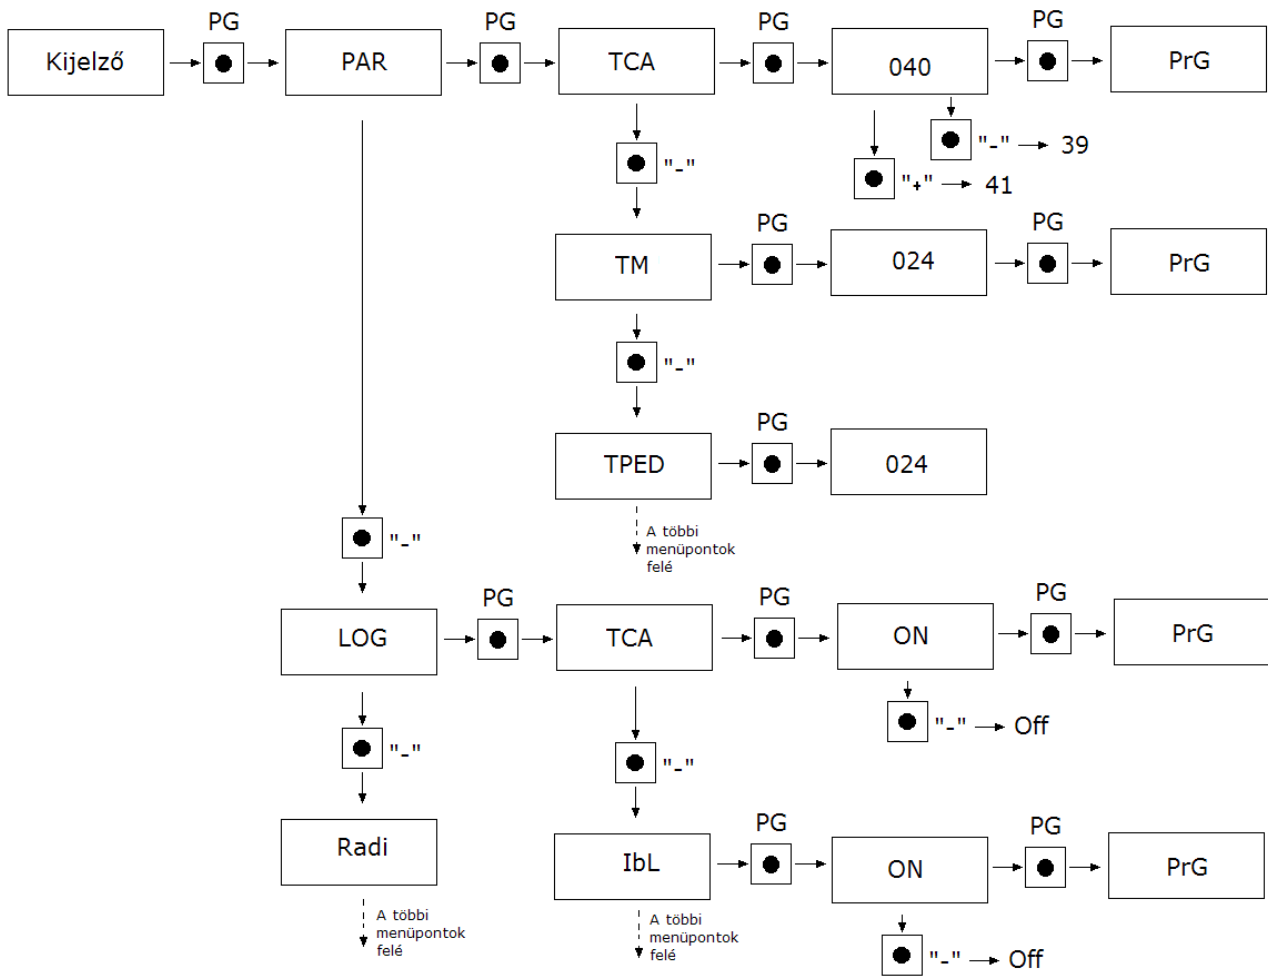 PG
PG
PG
PG
Kijelző
PAR
TCA
040
PrG
"-"
"-"
39
"+"
41
PG
PG
TM
024
PrG
"-"
PG
TPED
024
"-"
A többi
menüpontok
felé
PG
PG
PG
LOG
TCA
ON
PrG
"-"
Off
"-"
"-"
PG
PG
Radi
IbL
ON
PrG
A többi
menüpontok
felé
A többi
menüpontok
felé
"-"
Off